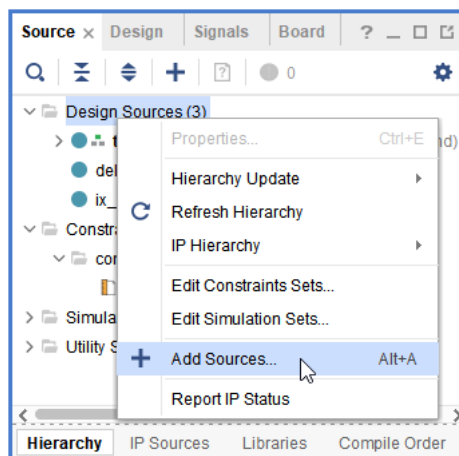 Source × Design Signals Board ? _
0
Design Sources (3)
Properties... Ctrl+E
Hierarchy Update
Refresh Hierarchy
IP Hierarchy
Edit Constraints Sets...
Edit Simulation Sets...
Add Sources... Alt+A
Report IP Status
Hierarchy IP Sources Libraries Compile Order